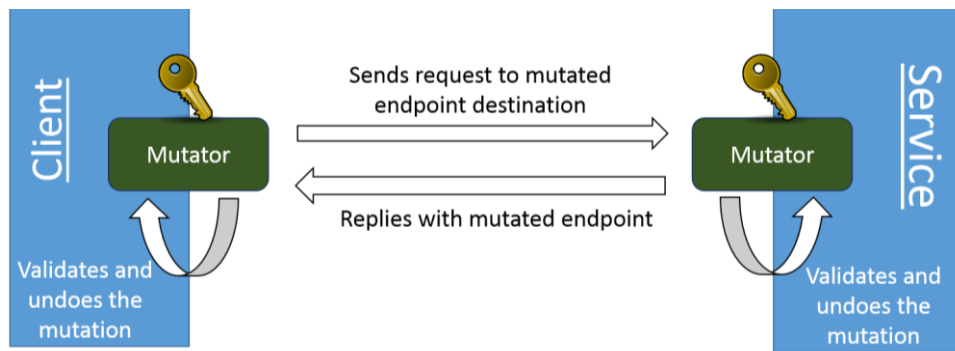 Client
Mutator
Validates and
undoes the
mutation
Sends request to mutated
endpoint destination
Replies with mutated endpoint
Service
Mutator
Validates and
undoes the
mutation